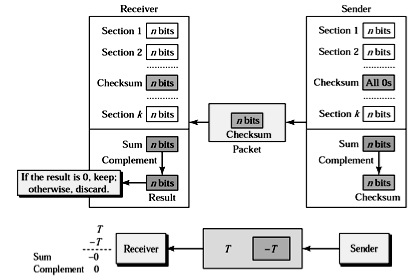 Receiver
Sender
Section 1 n bits
Section 2 n bits
Checksum n bits
Section k n bits
Sum n bits
Complement
n bits
Result
If the result is 0, keep;
otherwise, discard.
n bits
Checksum
Packet
Section 1 n bits
Section 2 n bits
Checksum All 0s
Section k n bits
Sum n bits
Complement
n bits
Checksum
T
−T
Sum −0
Complement 0
Receiver
T
−T
Sender